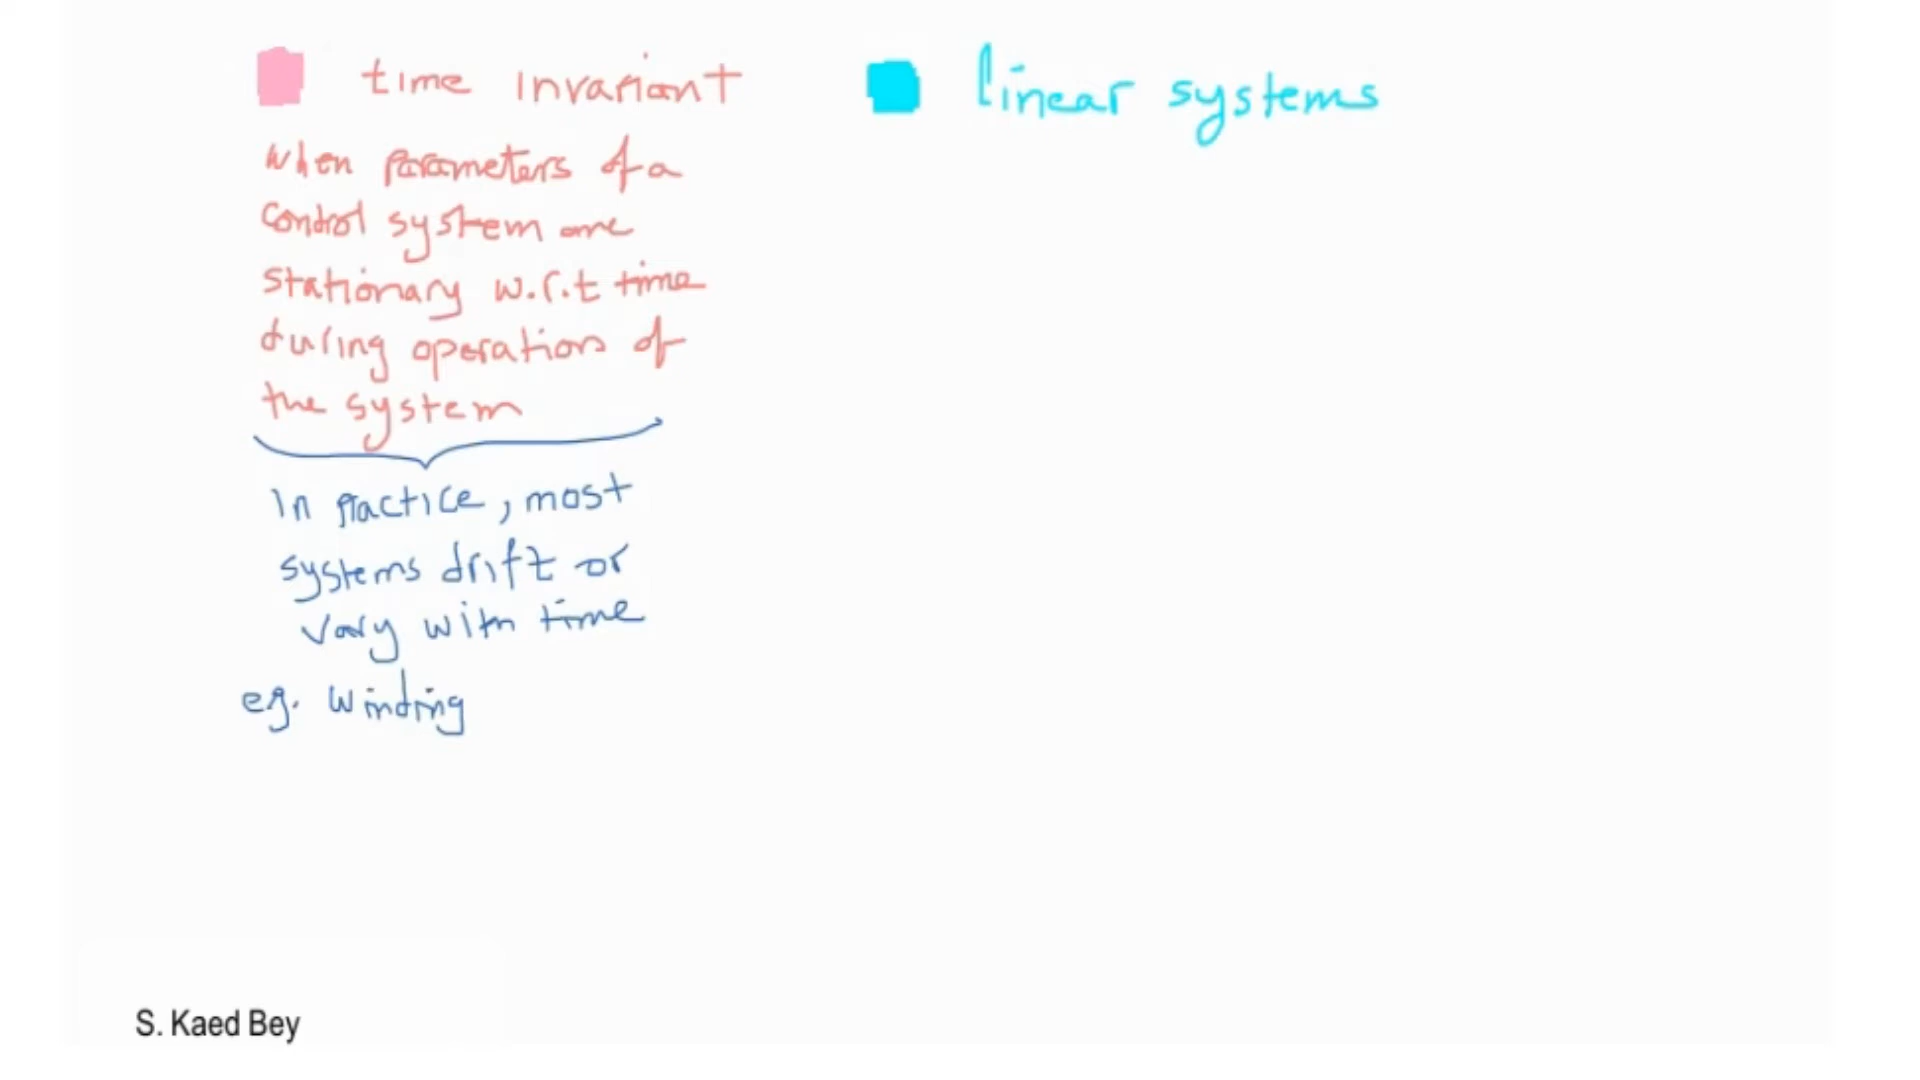 time invariant
when parameters of a
control system are
stationary w.r.t time
during operation of
the system
In practice, most
systems drift or
vary with time
eg. winding
linear systems
S. Kaed Bey